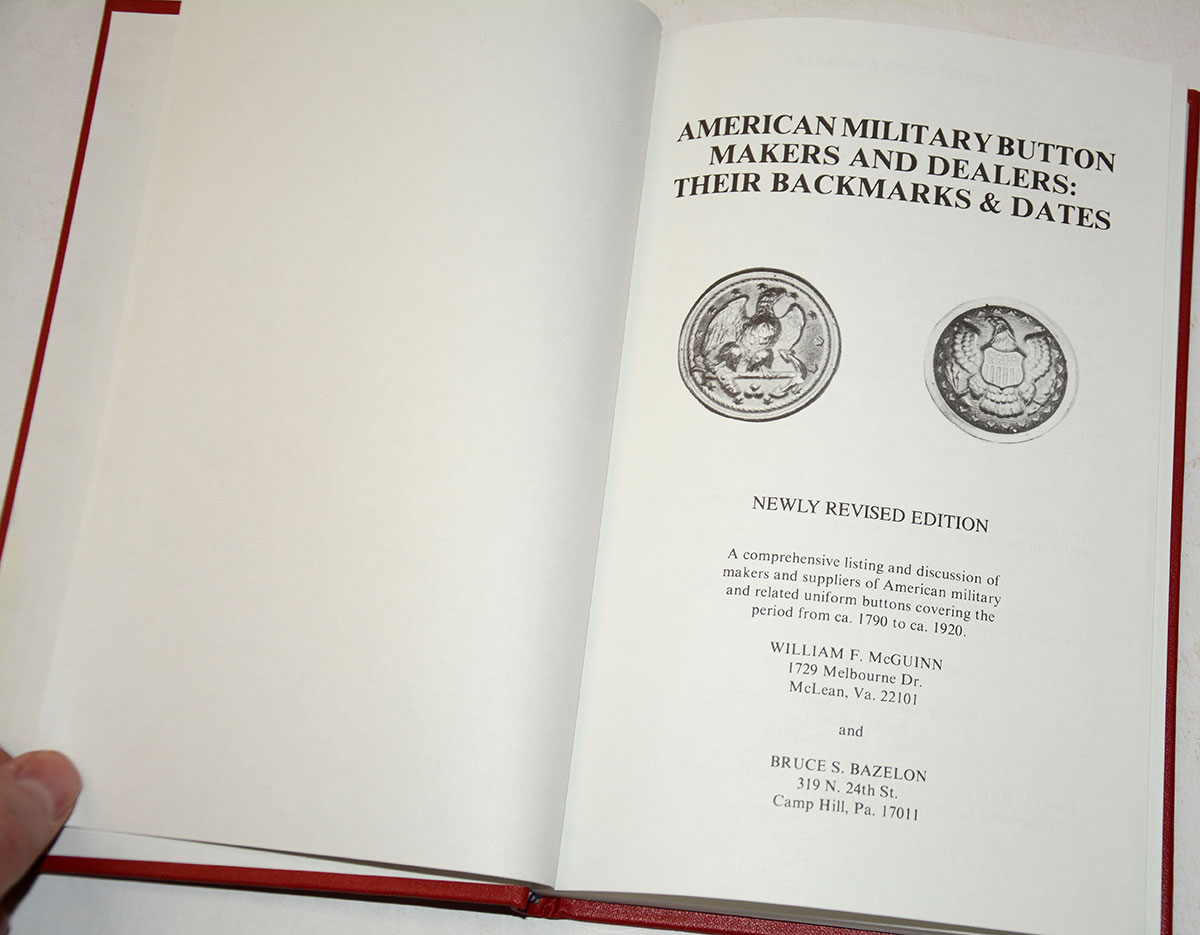 AMERICAN MILITARY BUTTON
MAKERS AND DEALERS:
THEIR BACKMARKS & DATES
NEWLY REVISED EDITION
A comprehensive listing and discussion of
makers and suppliers of American military
and related uniform buttons covering the
period from ca. 1790 to ca. 1920.
WILLIAM F. McGUINN
1729 Melbourne Dr.
McLean, Va. 22101
and
BRUCE S. BAZELON
319 N. 24th St.
Camp Hill, Pa. 17011